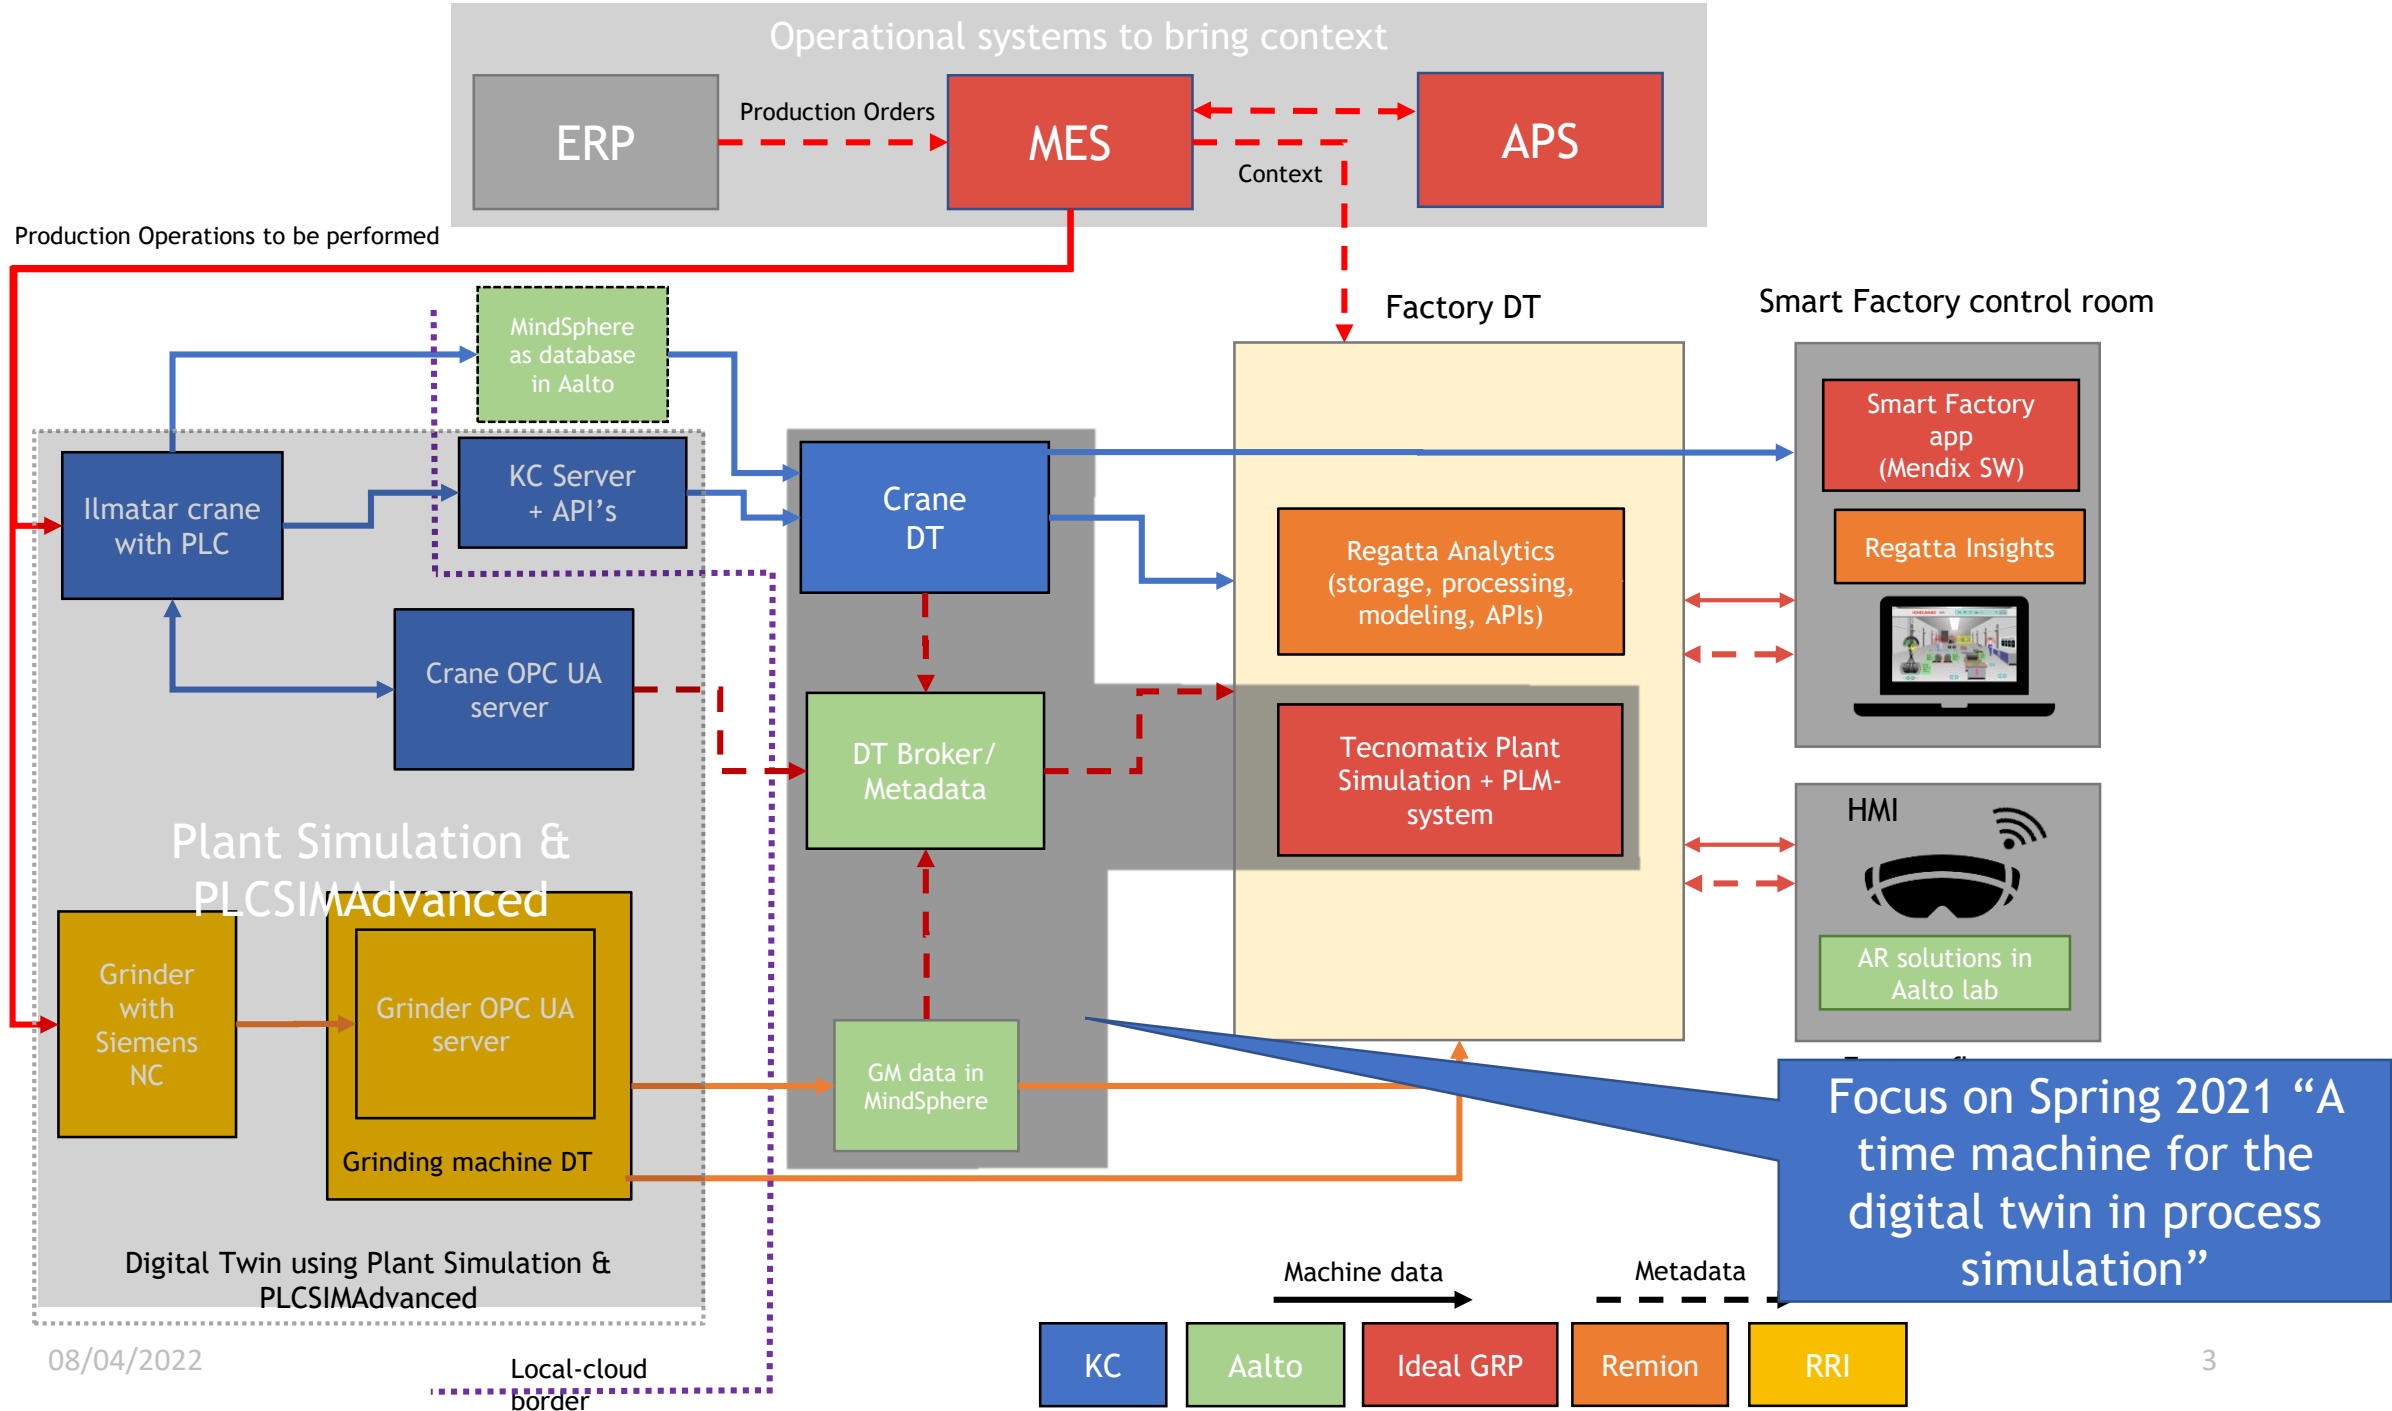 Operational systems to bring context
ERP
Production Orders
MES
APS
Context
Production Operations to be performed
MindSphere
as database
in Aalto
Factory DT
Smart Factory control room
Ilmatar crane
with PLC
KC Server
+ API’s
Crane
DT
Smart Factory
app
(Mendix SW)
Regatta Insights
Regatta Analytics
(storage, processing,
modeling, APIs)
Crane OPC UA
server
DT Broker/
Metadata
Tecnomatix Plant
Simulation + PLM-
system
HMI
AR solutions in
Aalto lab
Plant Simulation &
PLCSIMAdvanced
Grinder
with
Siemens
NC
Grinder OPC UA
server
Grinding machine DT
GM data in
MindSphere
Focus on Spring 2021 “A
time machine for the
digital twin in process
simulation”
Digital Twin using Plant Simulation &
PLCSIMAdvanced
Machine data
Metadata
KC
Aalto
Ideal GRP
Remion
RRI
08/04/2022
Local-cloud
border
3